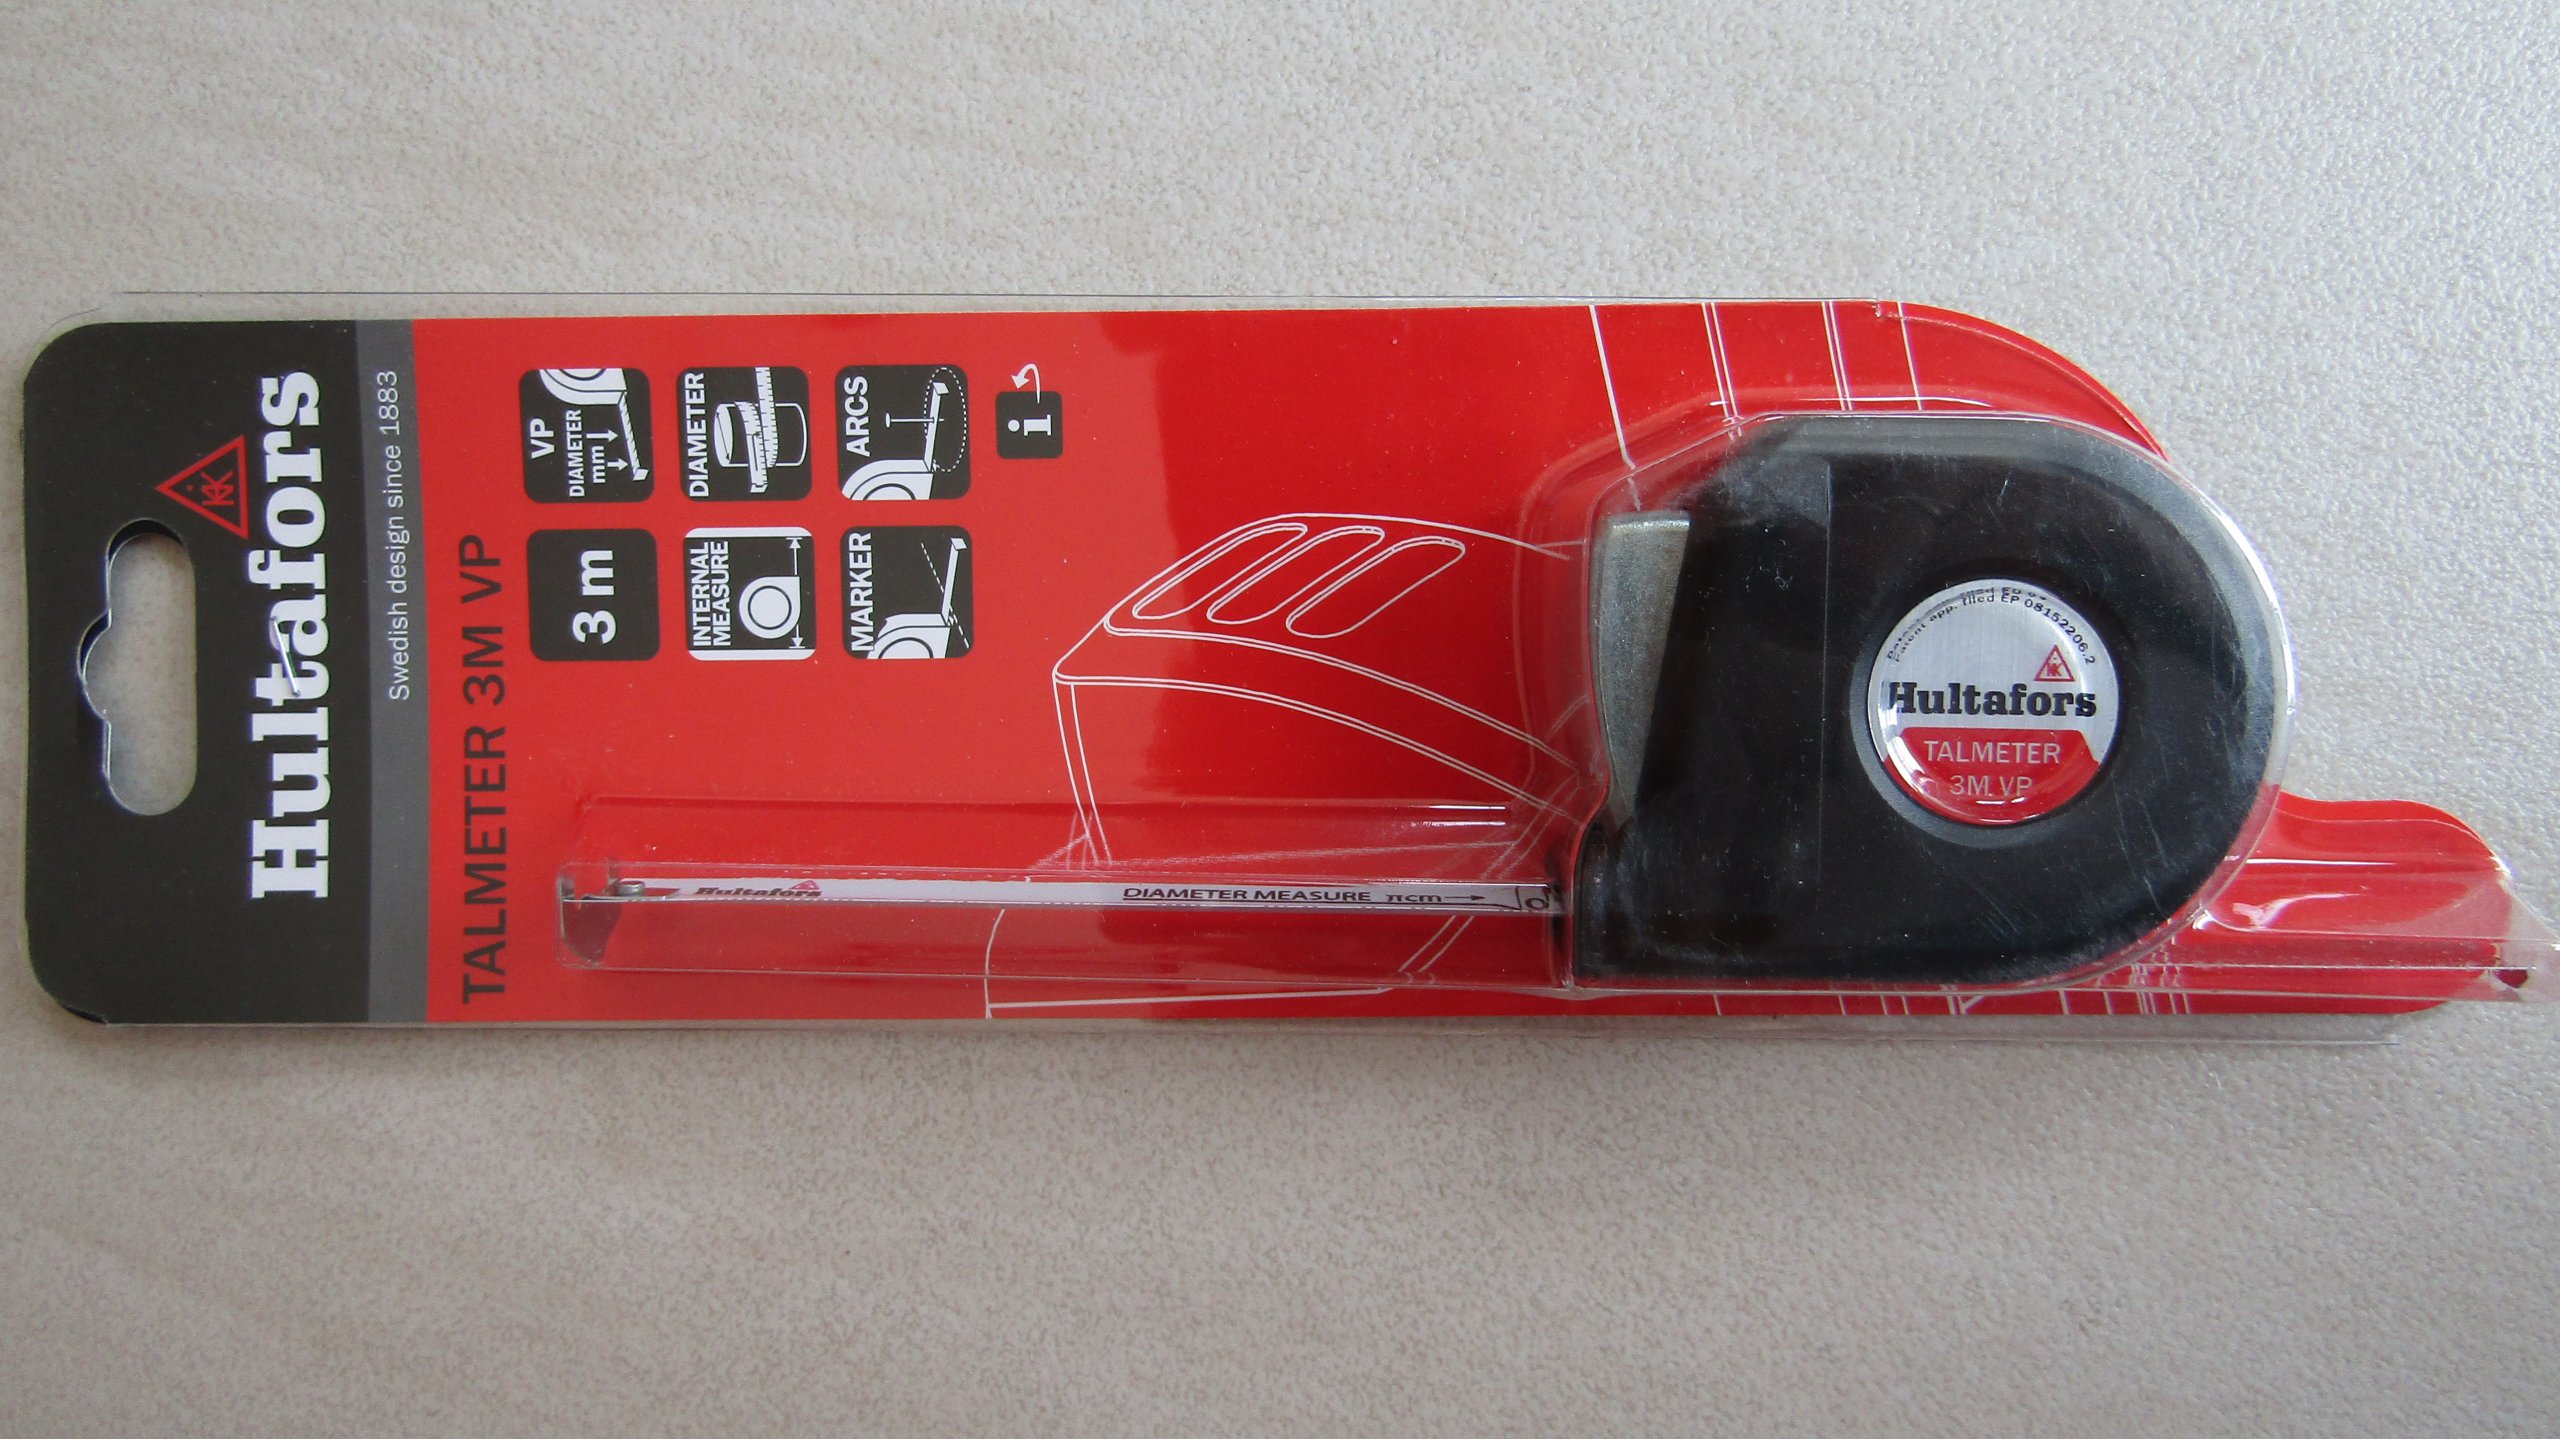 Hultafors
Swedish design since 1883
TALMETER 3M VP
3 m
VP
DIAMETER
mm
INTERNAL
MEASURE
DIAMETER
MARKER
ARCS
i
Hultafors
DIAMETER MEASURE πcm
Patent app. filed EP 08152206.2
Hultafors
TALMETER
3M VP